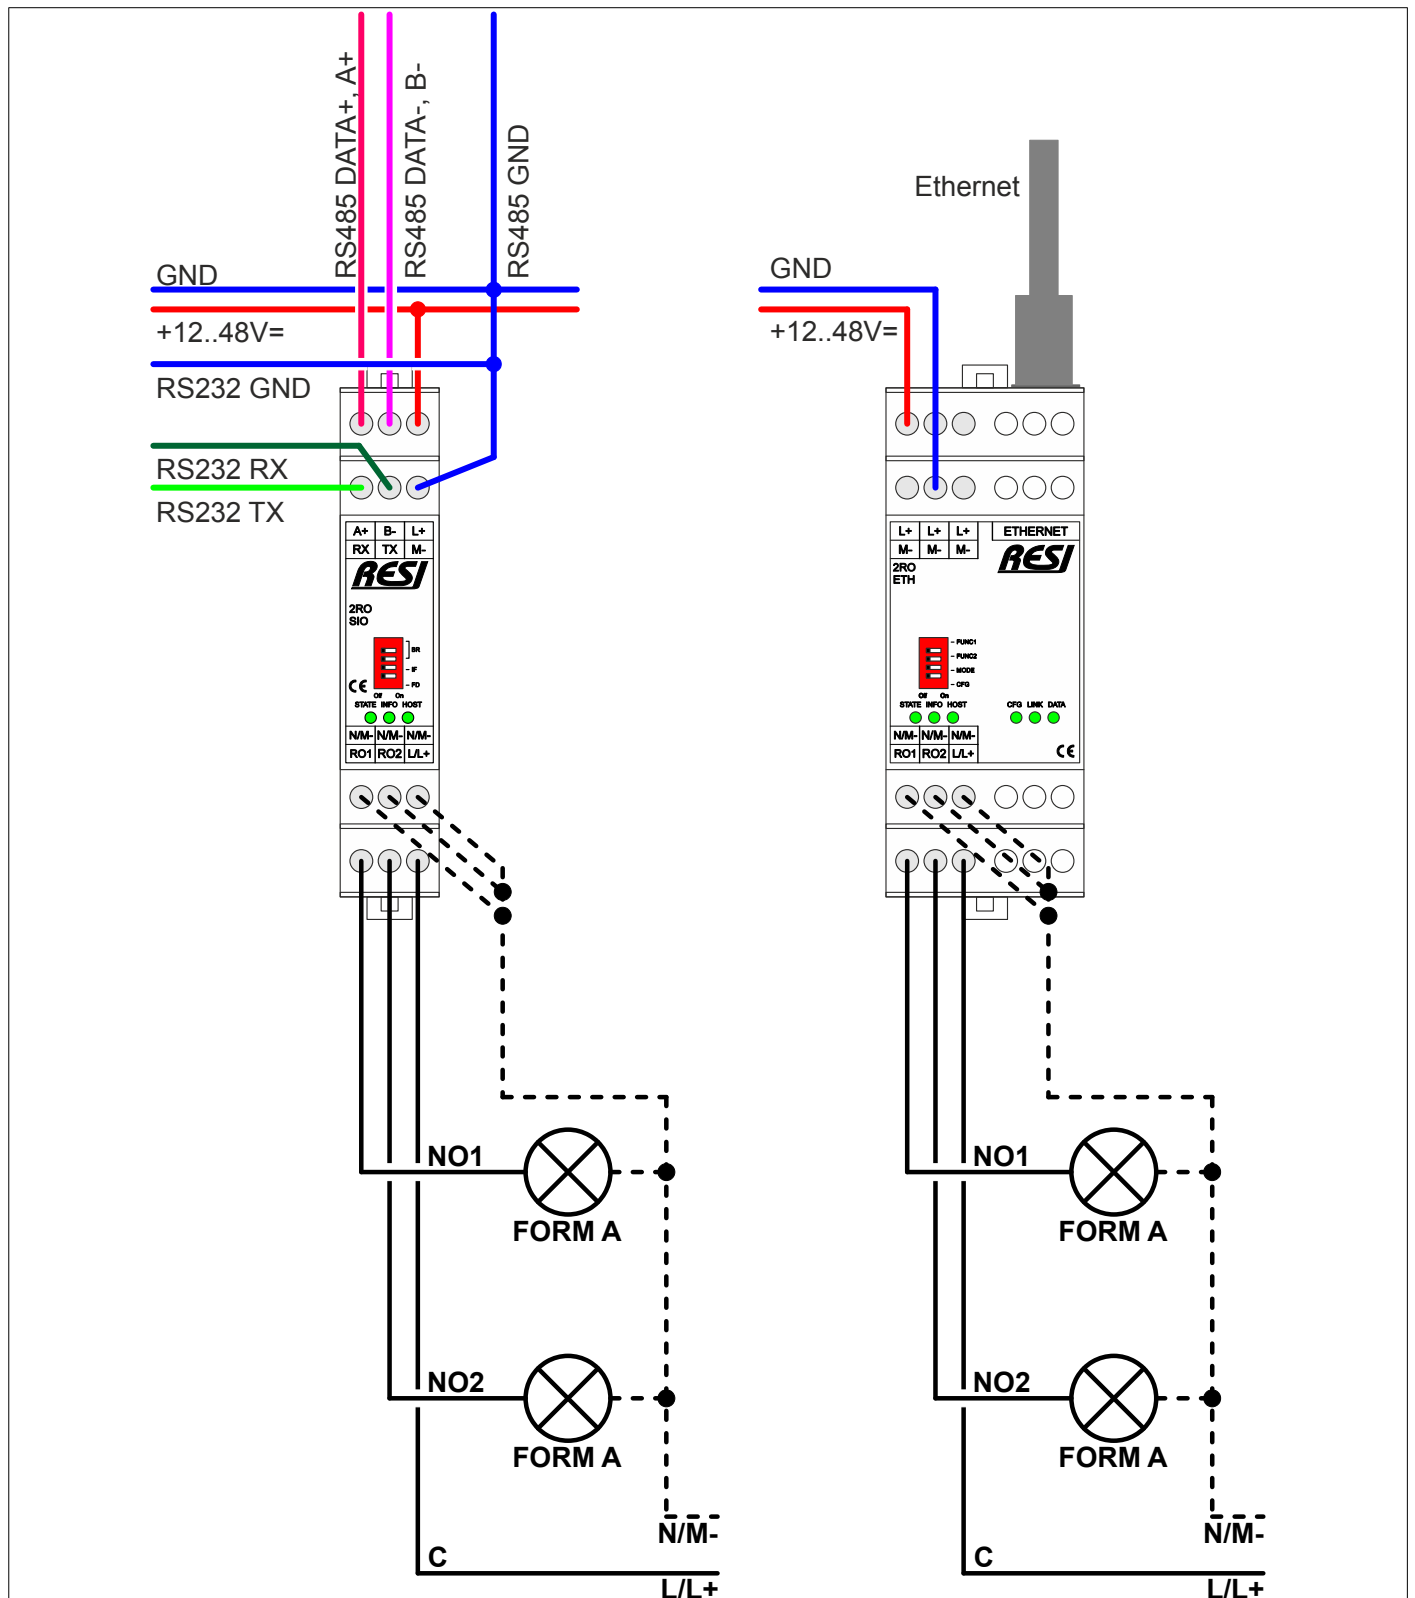 RS485 DATA+, A+
RS485 DATA-, B-
RS485 GND
GND
+12..48V=
RS232 GND
RS232 RX
RS232 TX
A+ B- L+
RX TX M-
RESI
2RO
SIO
BR
IF
FD
CE
Off On
STATE INFO HOST
N/M- N/M- N/M-
RO1 RO2 L/L+
NO1
FORM A
NO2
FORM A
N/M-
C
L/L+
Ethernet
GND
+12..48V=
L+ L+ L+ ETHERNET
M- M- M-
RESI
2RO
ETH
FUNC1
FUNC2
MODE
CFG
Off On
STATE INFO HOST
CFG LINK DATA
N/M- N/M- N/M-
RO1 RO2 L/L+
CE
NO1
FORM A
NO2
FORM A
N/M-
C
L/L+